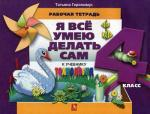 Татьяна Геронимус
РАБОЧАЯ ТЕТРАДЬ
Я ВСЁ
УМЕЮ
ДЕЛАТЬ
САМ
К УЧЕБНИКУ
4
КЛАСС